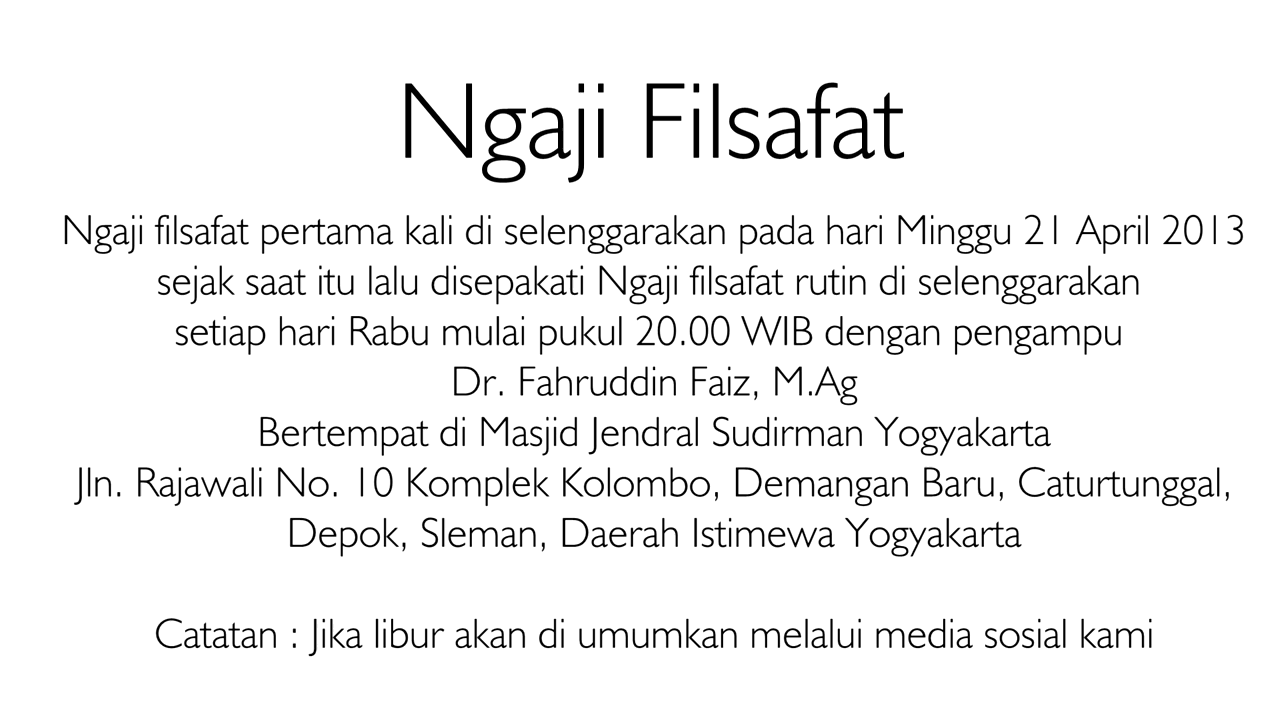 Ngaji Filsafat
Ngaji filsafat pertama kali di selenggarakan pada hari Minggu 21 April 2013
sejak saat itu lalu disepakati Ngaji filsafat rutin di selenggarakan
setiap hari Rabu mulai pukul 20.00 WIB dengan pengampu
Dr. Fahruddin Faiz, M.Ag
Bertempat di Masjid Jendral Sudirman Yogyakarta
Jln. Rajawali No. 10 Komplek Kolombo, Demangan Baru, Caturtunggal,
Depok, Sleman, Daerah Istimewa Yogyakarta
Catatan : Jika libur akan di umumkan melalui media sosial kami